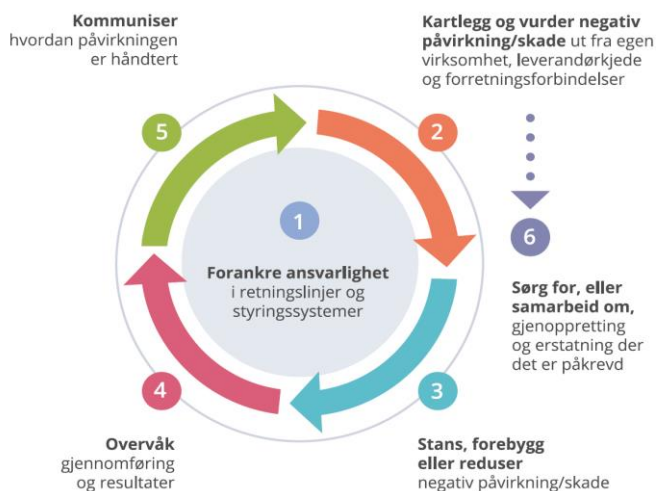 Kommuniser
hvordan påvirkningen
er håndtert
5
Kartlegg og vurder negativ
påvirkning/skade ut fra egen
virksomhet, leverandørkjede
og forretningsforbindelser
2
1
Forankre ansvarlighet
i retningslinjer og
styringssystemer
6
Sørg for, eller
samarbeid om,
gjenoppretting
og erstatning der
det er påkrevd
4
Overvåk
gjennomføring
og resultater
3
Stans, forebygg
eller reduser
negativ påvirkning/skade